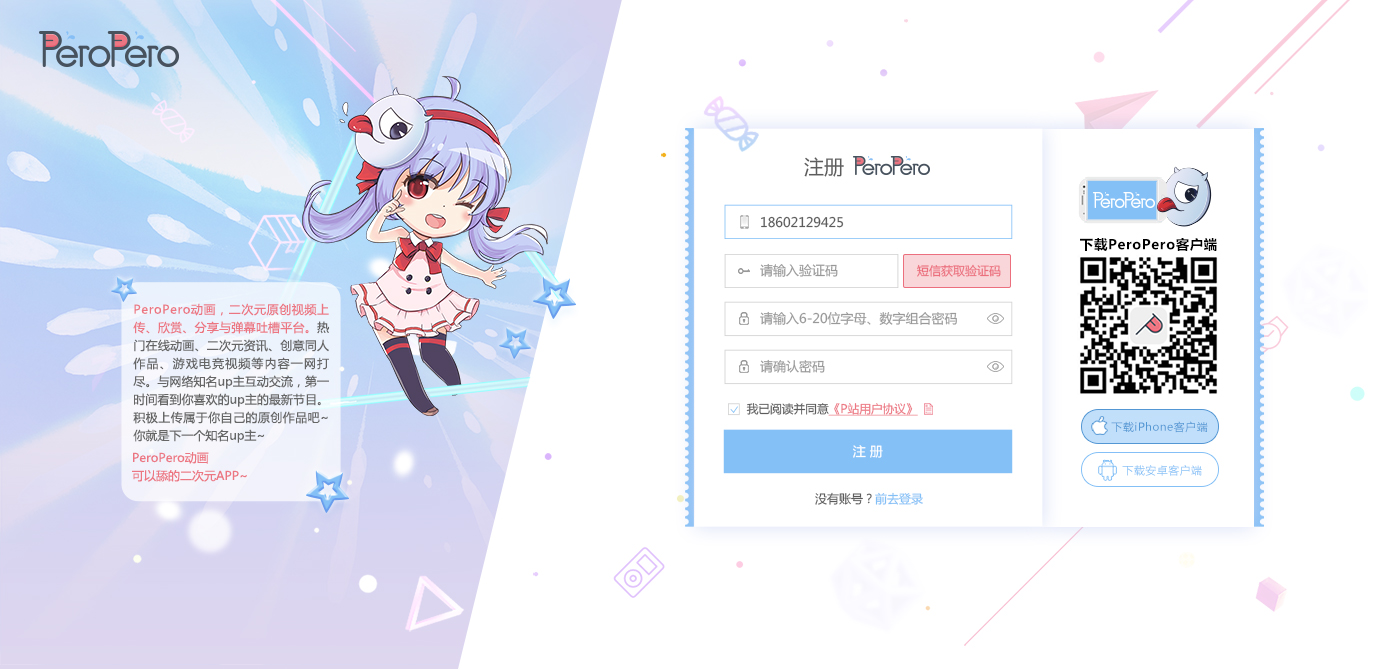 PeroPero
PeroPero动画，二次元原创视频上
传、欣赏、分享与弹幕吐槽平台。热
门在线动画、二次元资讯、创意同人
作品、游戏电竞视频等内容一网打
尽。与网络知名up主互动交流，第一
时间看到你喜欢的up主的最新节目。
积极上传属于你自己的原创作品吧~
你就是下一个知名up主~
PeroPero动画
可以舔的二次元APP~
注册 PeroPero
18602129425
请输入验证码
短信获取验证码
请输入6-20位字母、数字组合密码
请确认密码
我已阅读并同意《P站用户协议》
注 册
没有账号？前去登录
PeroPero
下载PeroPero客户端
下载iPhone客户端
下载安卓客户端